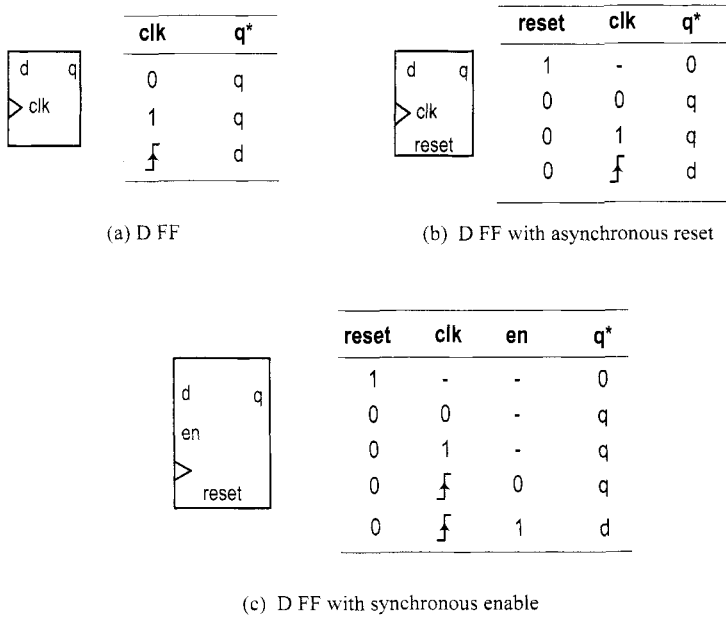 d q
clk
clk q*
0 q
1 q
d
(a) D FF
d q
clk
reset
reset clk q*
1 - 0
0 0 q
0 1 q
0 d
(b) D FF with asynchronous reset
d q
en
reset
reset clk en q*
1 - - 0
0 0 - q
0 1 - q
0 0 q
0 1 d
(c) D FF with synchronous enable